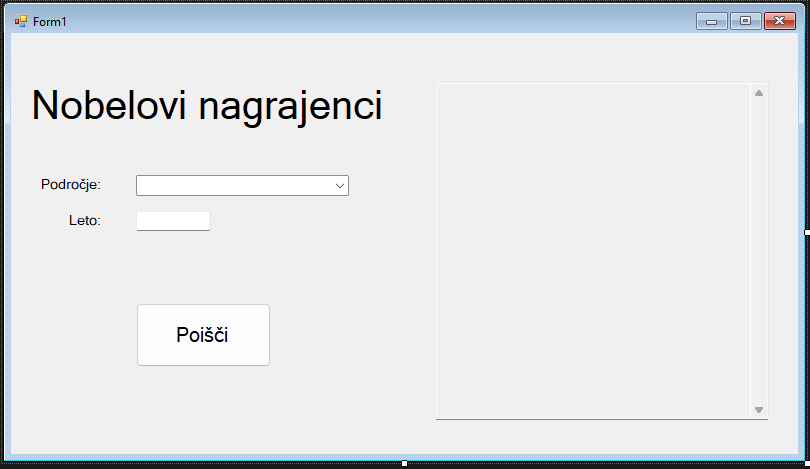 Form1
Nobelovi nagrajenci
Področje:
Leto:
Poišči